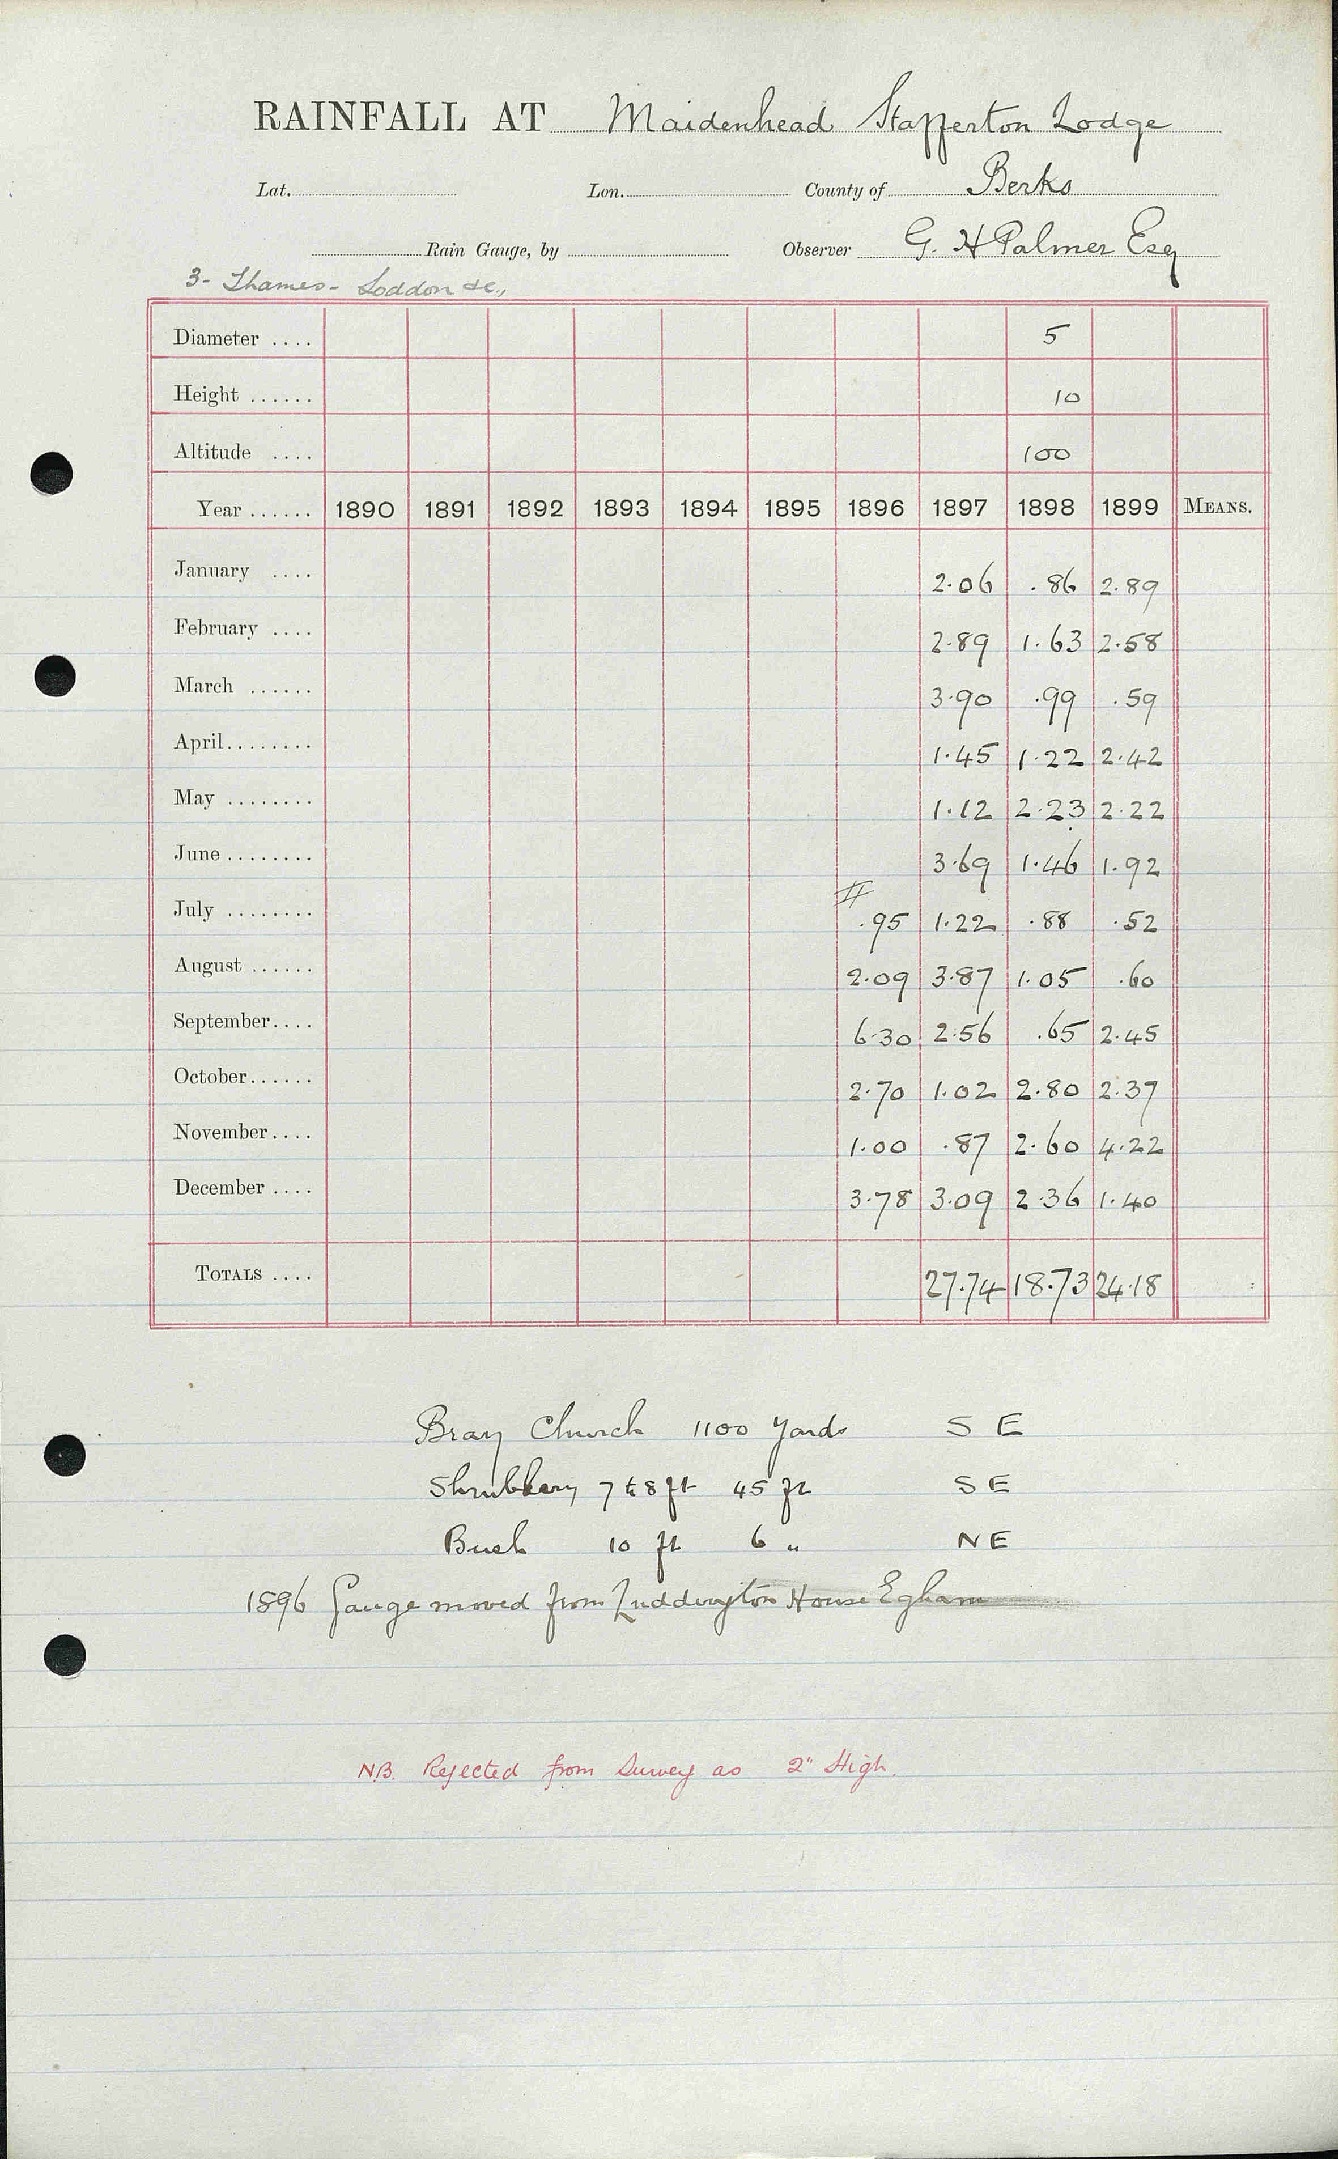 RAINFALL AT Maidenhead Stafferton Lodge
Lat. Lon. County of Berks
Rain Gauge, by Observer G. H Palmer Esq
3 - Thames - Loddon &c.,
Diameter .... 5
Height ...... 10
Altitude .... 100
Year ...... 1890 1891 1892 1893 1894 1895 1896 1897 1898 1899 MEANS.
January .... 2.06 .86 2.89
February .... 2.89 1.63 2.58
March ...... 3.90 .99 .59
April........ 1.45 1.22 2.42
May ........ 1.12 2.23 2.22
June ........ 3.69 1.46 1.92
July ........ .95 1.22 .88 .52
August ...... 2.09 3.87 1.05 .60
September.... 6.30 2.56 .65 2.45
October...... 2.70 1.02 2.80 2.37
November.... 1.00 .87 2.60 4.22
December .... 3.78 3.09 2.36 1.40
TOTALS .... 27.74 18.73 24.18
Bray Church 1100 Yards S E
Shrubbery 7 to 8 ft 45 ft S E
Bush 10 ft 6 " N E
1896 Gauge moved from Luddington House Egham
N.B. Rejected from Survey as 2" High.